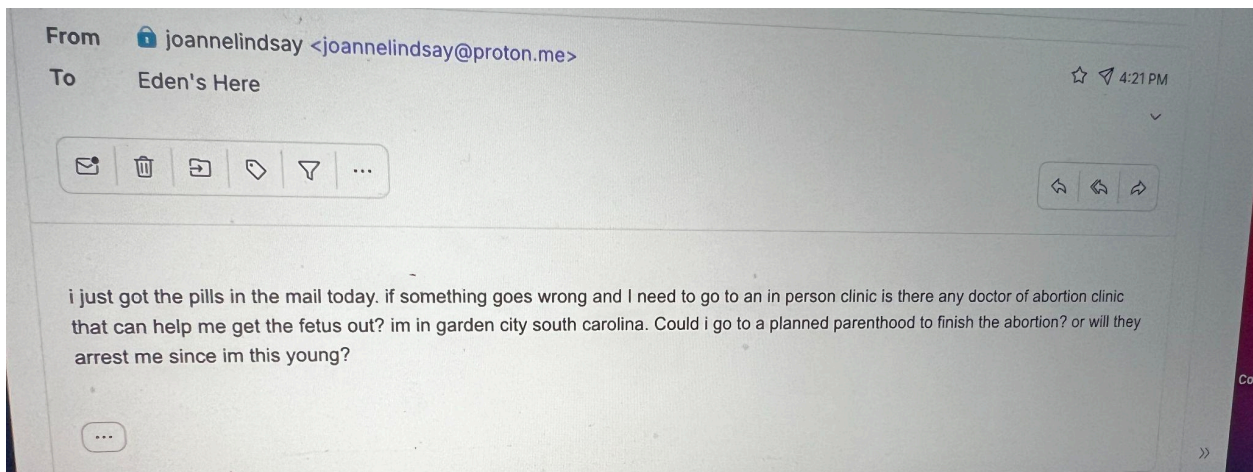 From joannelindsay <joannelindsay@proton.me>
To Eden's Here
4:21 PM
i just got the pills in the mail today. if something goes wrong and I need to go to an in person clinic is there any doctor of abortion clinic
that can help me get the fetus out? im in garden city south carolina. Could i go to a planned parenthood to finish the abortion? or will they
arrest me since im this young?
Co